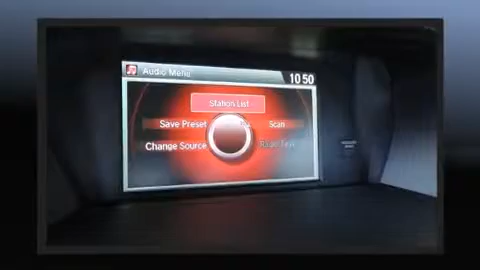 Audio Menu
10 50
Station List
Save Preset
Scan
Change Source
Radio Text